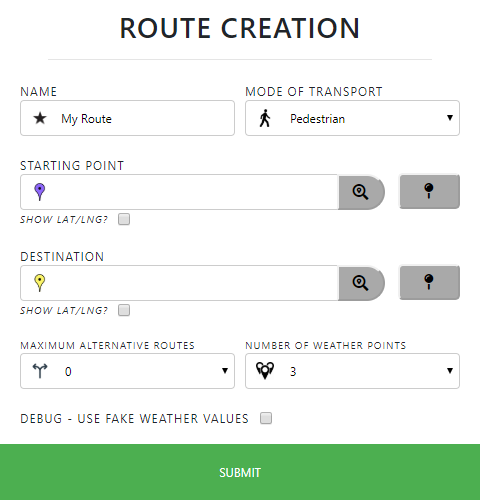 ROUTE CREATION
NAME
MODE OF TRANSPORT
My Route
Pedestrian
STARTING POINT
SHOW LAT/LNG?
DESTINATION
SHOW LAT/LNG?
MAXIMUM ALTERNATIVE ROUTES
NUMBER OF WEATHER POINTS
0
3
DEBUG - USE FAKE WEATHER VALUES
SUBMIT